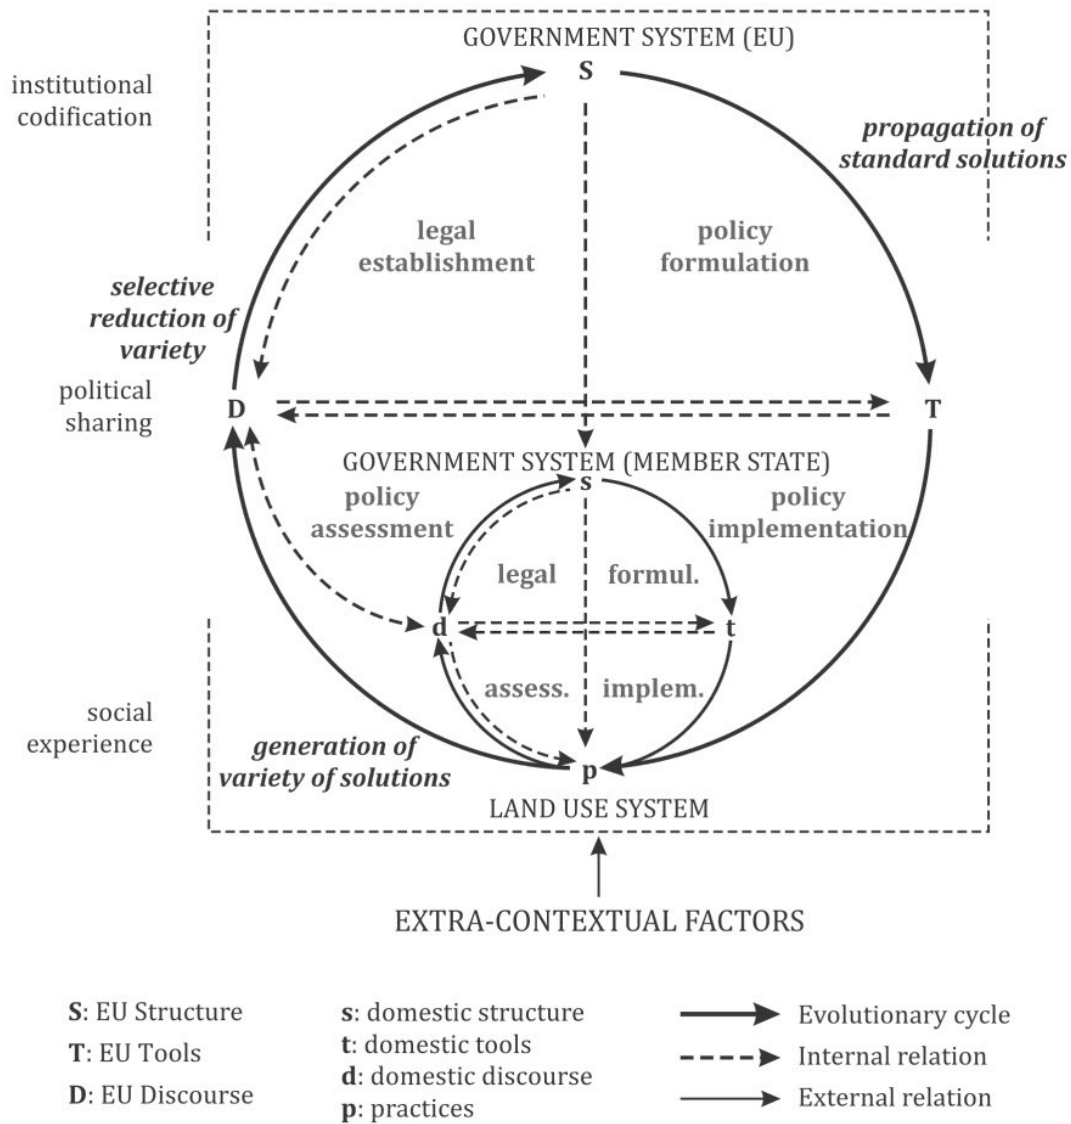 GOVERNMENT SYSTEM (EU)
S
institutional
codification
propagation of
standard solutions
legal
establishment
policy
formulation
selective
reduction of
variety
political
sharing
D
T
GOVERNMENT SYSTEM (MEMBER STATE)
s
policy
assessment
policy
implementation
legal
formul.
d
t
assess.
implem.
social
experience
generation of
variety of solutions
p
LAND USE SYSTEM
EXTRA-CONTEXTUAL FACTORS
S: EU Structure
T: EU Tools
D: EU Discourse
s: domestic structure
t: domestic tools
d: domestic discourse
p: practices
Evolutionary cycle
Internal relation
External relation